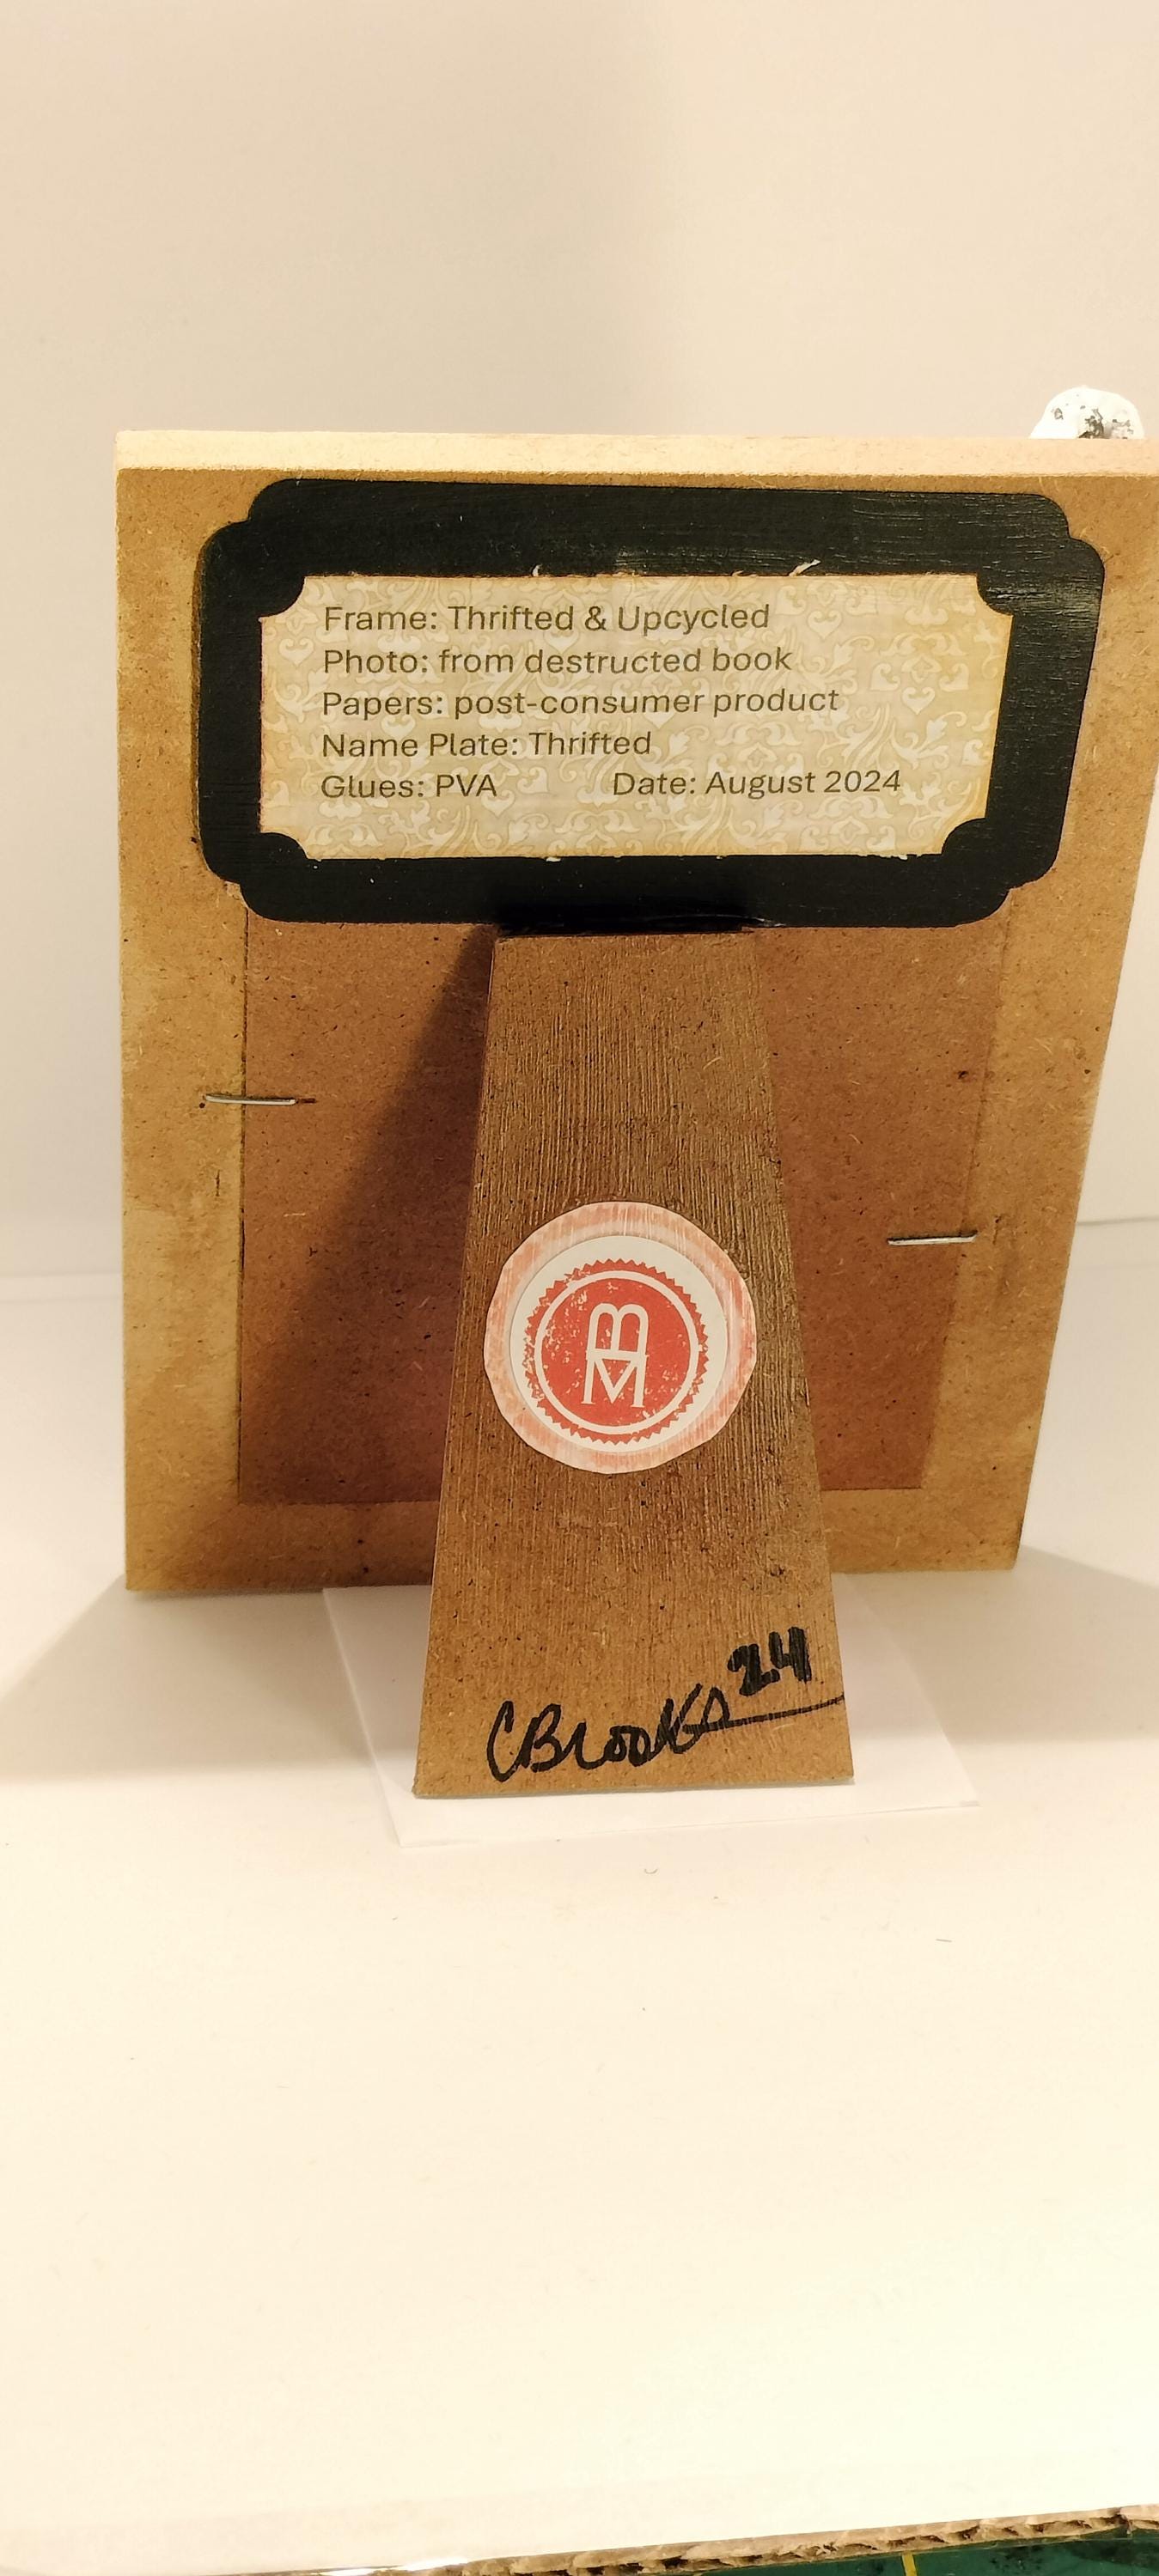 Frame: Thrifted & Upcycled
Photo: from destructed book
Papers: post-consumer product
Name Plate: Thrifted
Glues: PVA Date: August 2024
BM
CBrooks 24